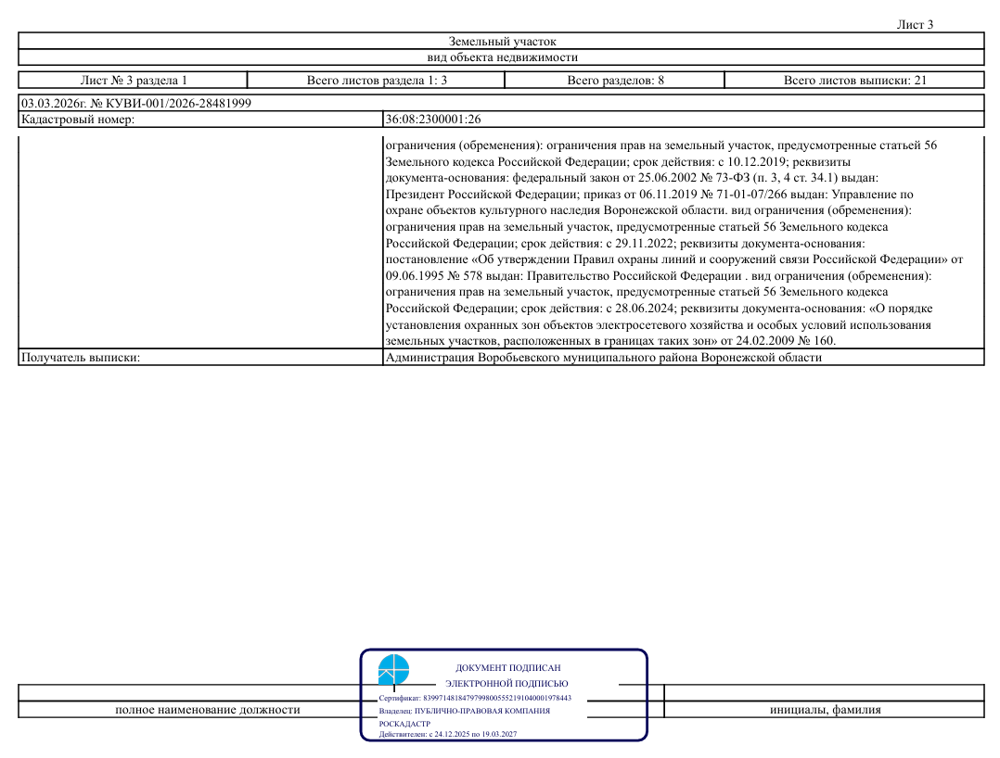 Лист 3
Земельный участок
вид объекта недвижимости
Лист № 3 раздела 1
Всего листов раздела 1: 3
Всего разделов: 8
Всего листов выписки: 21
03.03.2026г. № КУВИ-001/2026-28481999
Кадастровый номер:
36:08:2300001:26
ограничения (обременения): ограничения прав на земельный участок, предусмотренные статьей 56
Земельного кодекса Российской Федерации; срок действия: с 10.12.2019; реквизиты
документа-основания: федеральный закон от 25.06.2002 № 73-ФЗ (п. 3, 4 ст. 34.1) выдан:
Президент Российской Федерации; приказ от 06.11.2019 № 71-01-07/266 выдан: Управление по
охране объектов культурного наследия Воронежской области. вид ограничения (обременения):
ограничения прав на земельный участок, предусмотренные статьей 56 Земельного кодекса
Российской Федерации; срок действия: с 29.11.2022; реквизиты документа-основания:
постановление «Об утверждении Правил охраны линий и сооружений связи Российской Федерации» от
09.06.1995 № 578 выдан: Правительство Российской Федерации . вид ограничения (обременения):
ограничения прав на земельный участок, предусмотренные статьей 56 Земельного кодекса
Российской Федерации; срок действия: с 28.06.2024; реквизиты документа-основания: «О порядке
установления охранных зон объектов электросетевого хозяйства и особых условий использования
земельных участков, расположенных в границах таких зон» от 24.02.2009 № 160.
Получатель выписки:
Администрация Воробьевского муниципального района Воронежской области
ДОКУМЕНТ ПОДПИСАН
ЭЛЕКТРОННОЙ ПОДПИСЬЮ
Сертификат: 83997148184797998005552191040001978443
Владелец: ПУБЛИЧНО-ПРАВОВАЯ КОМПАНИЯ
РОСКАДАСТР
Действителен: с 24.12.2025 по 19.03.2027
полное наименование должности
инициалы, фамилия